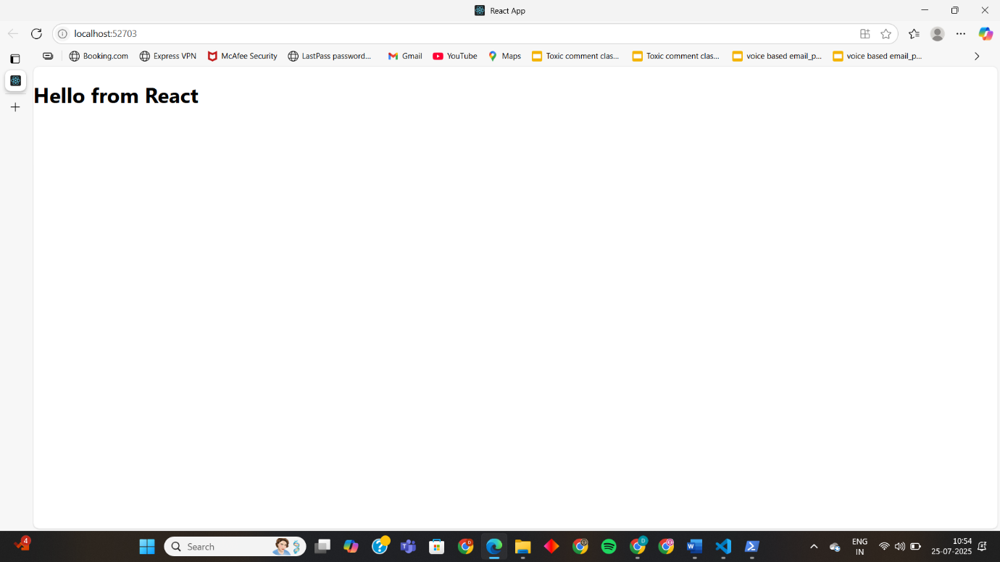 React App
localhost:52703
Booking.com Express VPN McAfee Security LastPass password... Gmail YouTube Maps Toxic comment clas... Toxic comment clas... voice based email_p... voice based email_p...
Hello from React
4
Search
ENG
IN
10:54
25-07-2025